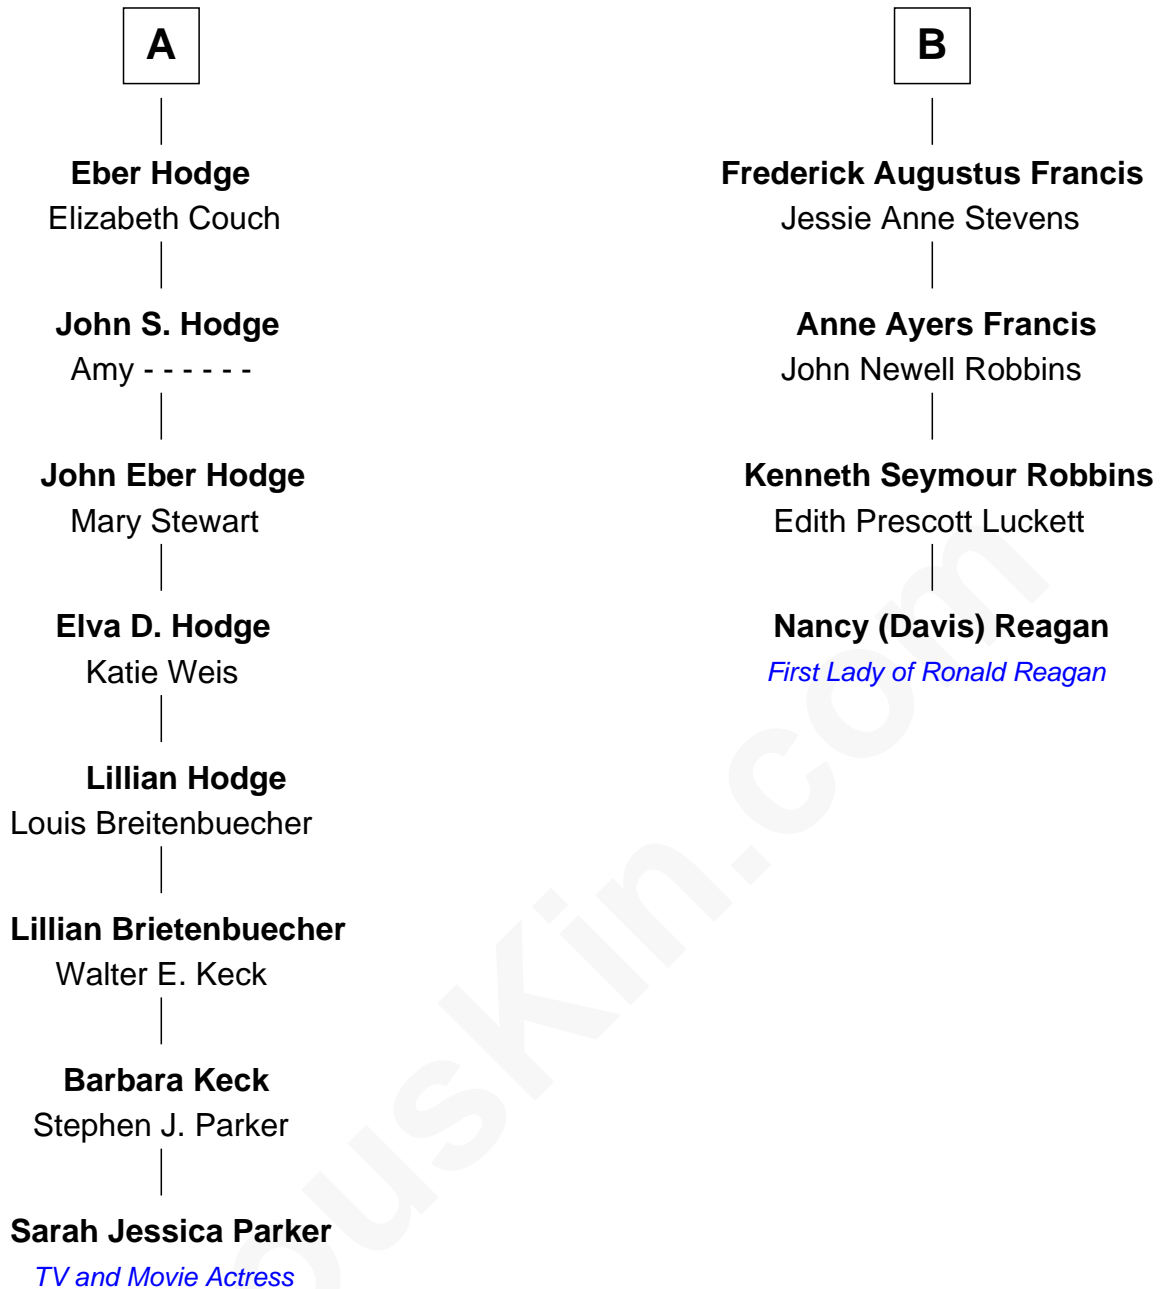 A
Eber Hodge
Elizabeth Couch
John S. Hodge
Amy - - - - - -
John Eber Hodge
Mary Stewart
Elva D. Hodge
Katie Weis
Lillian Hodge
Louis Breitenbuecher
Lillian Brietenbuecher
Walter E. Keck
Barbara Keck
Stephen J. Parker
Sarah Jessica Parker
TV and Movie Actress
B
Frederick Augustus Francis
Jessie Anne Stevens
Anne Ayers Francis
John Newell Robbins
Kenneth Seymour Robbins
Edith Prescott Luckett
Nancy (Davis) Reagan
First Lady of Ronald Reagan
ousKin.com